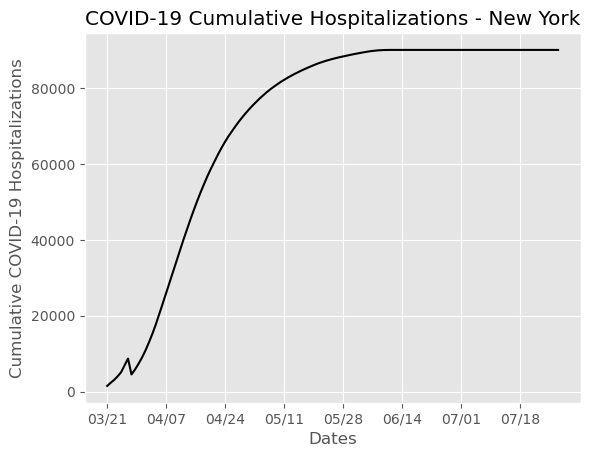 COVID-19 Cumulative Hospitalizations - New York
Cumulative COVID-19 Hospitalizations
80000
60000
40000
20000
0
03/21 04/07 04/24 05/11 05/28 06/14 07/01 07/18
Dates